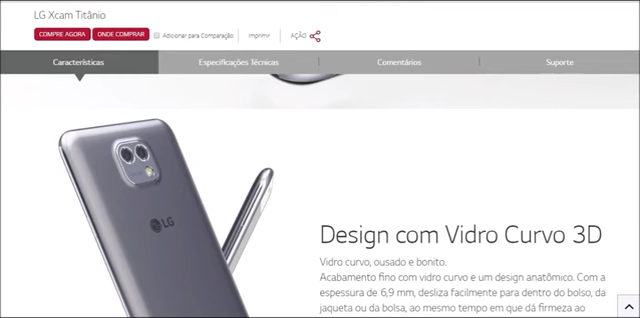 LG Xcam Titânio
COMPRE AGORA ONDE COMPRAR Adicionar para Comparação Imprimir AÇÃO
Características Especificações Técnicas Comentários Suporte
LG
Design com Vidro Curvo 3D
Vidro curvo, ousado e bonito.
Acabamento fino com vidro curvo e um design anatômico. Com a
espessura de 6,9 mm, desliza facilmente para dentro do bolso, da
jaqueta ou da bolsa, ao mesmo tempo em que dá firmeza ao